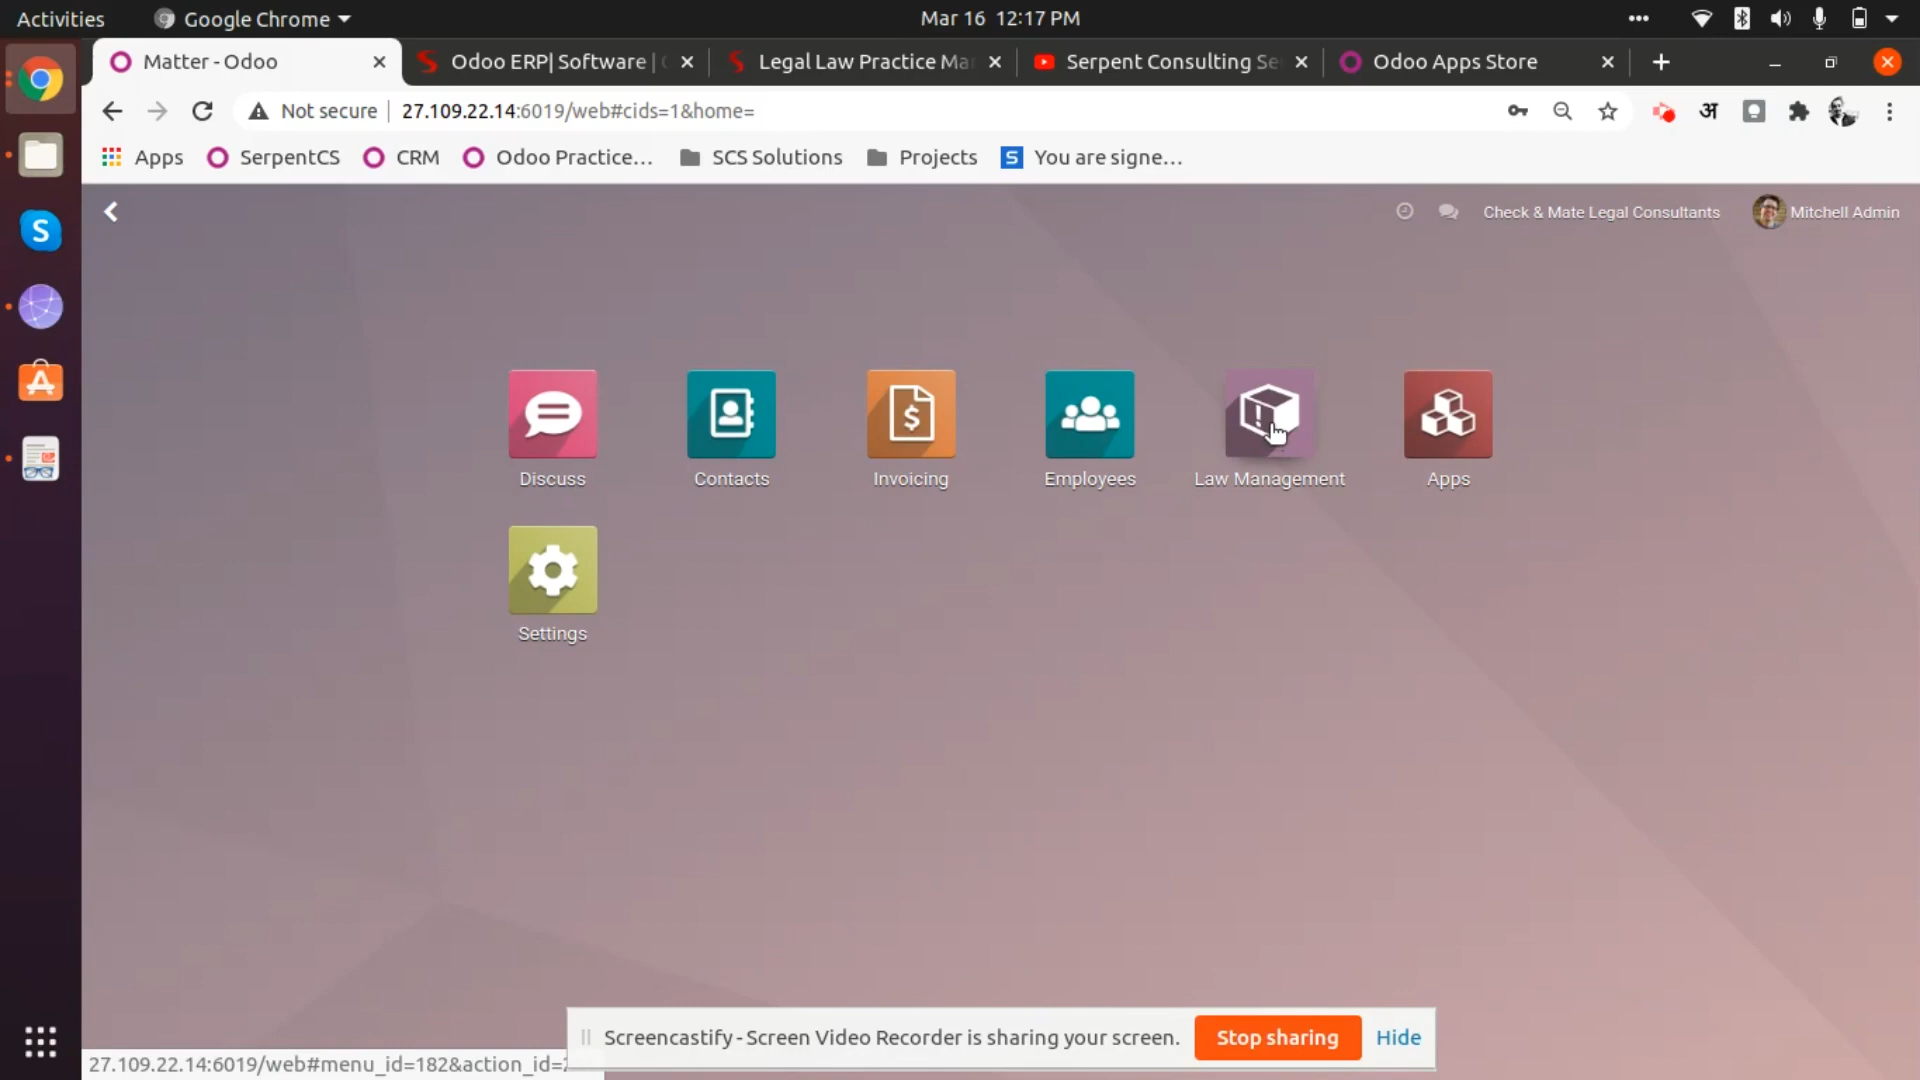 Activities
Google Chrome
Mar 16 12:17 PM
Matter - Odoo
Odoo ERP| Software |
Legal Law Practice Ma
Serpent Consulting Se
Odoo Apps Store
Not secure
27.109.22.14:6019/web#cids=1&home=
अ
Apps
SerpentCS
CRM
Odoo Practice...
SCS Solutions
Projects
S
You are signe...
Check & Mate Legal Consultants
Mitchell Admin
Discuss
Contacts
Invoicing
Employees
Law Management
Apps
Settings
Screencastify - Screen Video Recorder is sharing your screen.
Stop sharing
Hide
27.109.22.14:6019/web#menu_id=182&action_id=